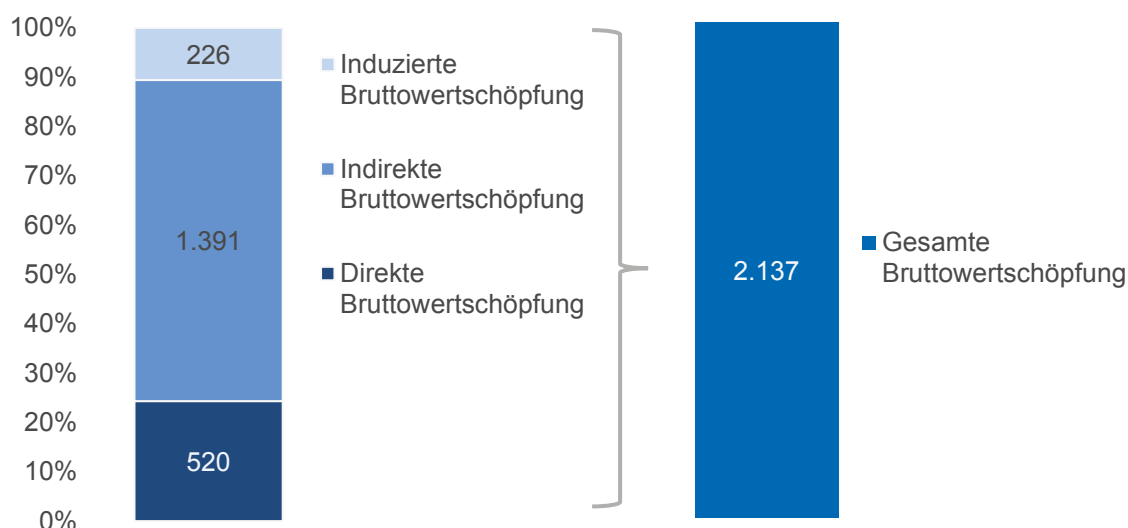 100%
90%
80%
70%
60%
50%
40%
30%
20%
10%
0%
226
1.391
520
Induzierte
Bruttowertschöpfung
Indirekte
Bruttowertschöpfung
Direkte
Bruttowertschöpfung
2.137
Gesamte
Bruttowertschöpfung